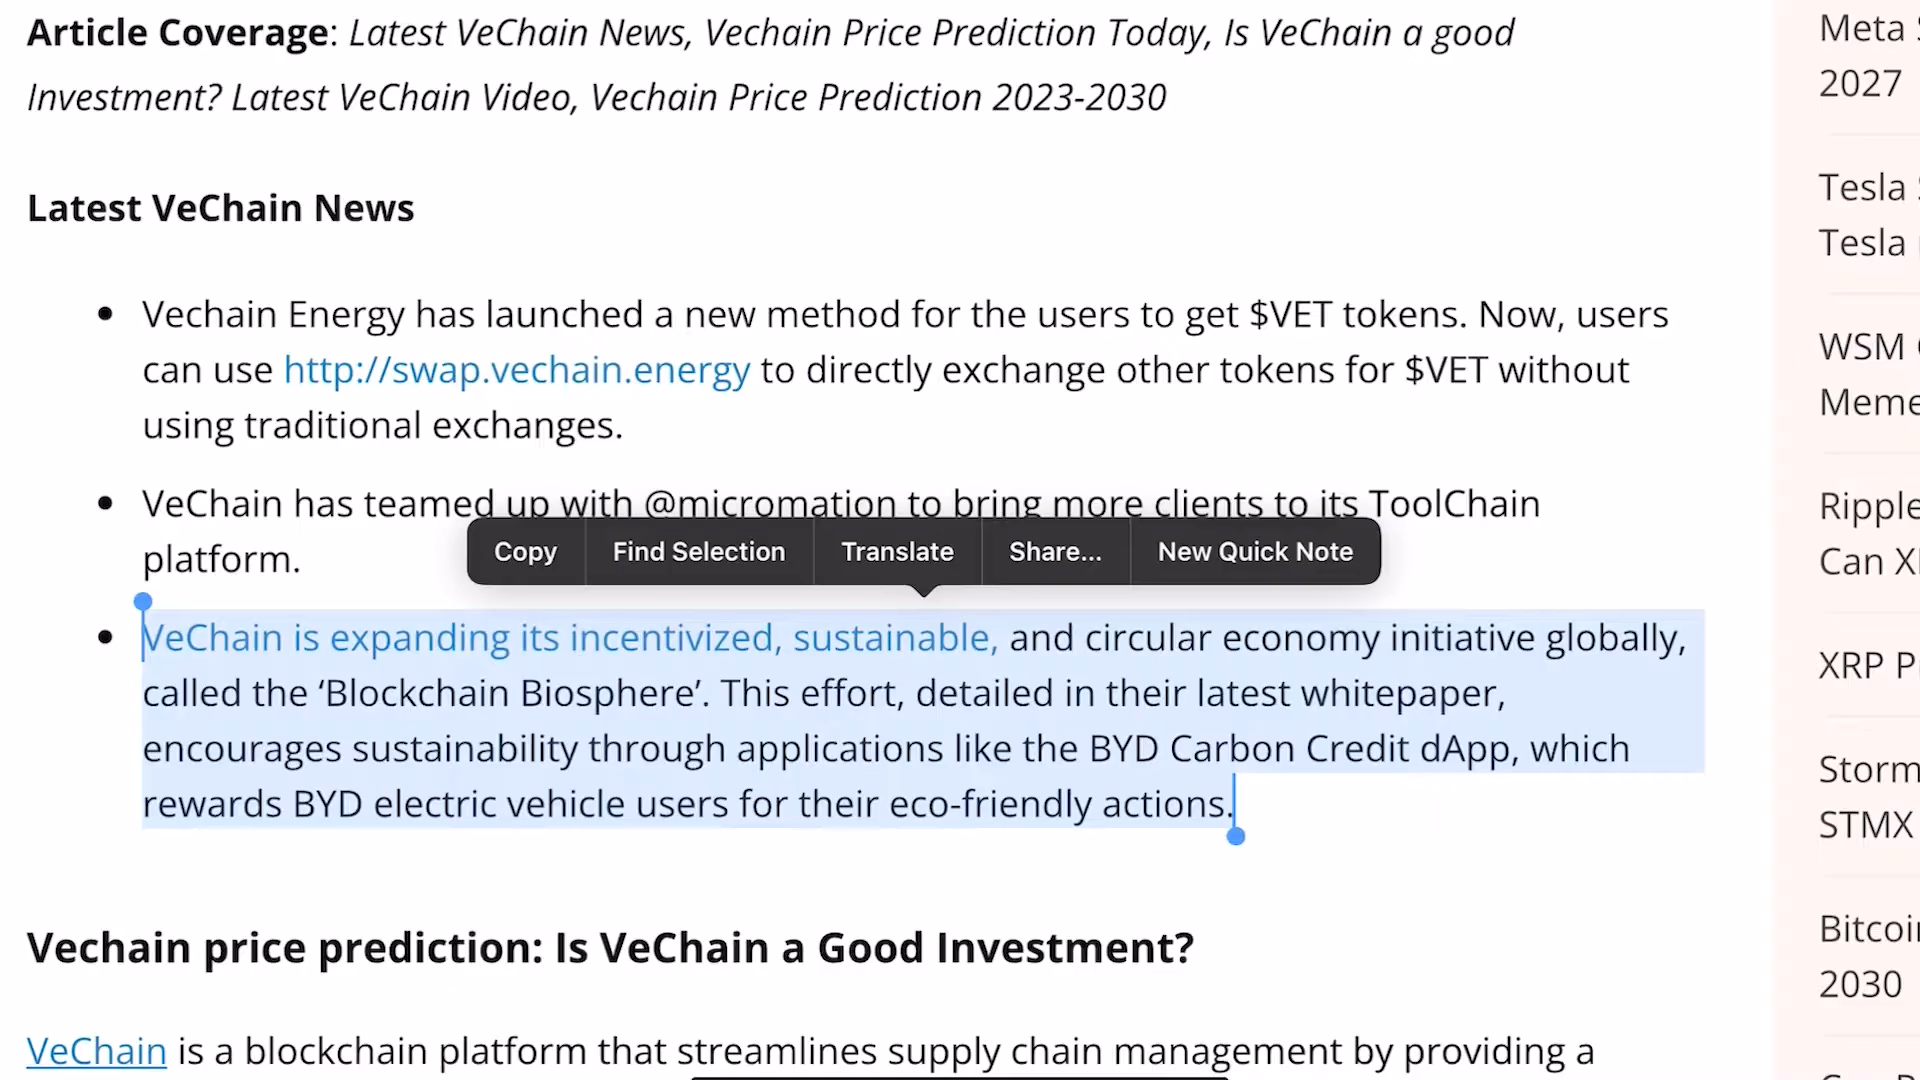 Article Coverage: Latest VeChain News, Vechain Price Prediction Today, Is VeChain a good
Investment? Latest VeChain Video, Vechain Price Prediction 2023-2030
Latest VeChain News
Vechain Energy has launched a new method for the users to get $VET tokens. Now, users
can use http://swap.vechain.energy to directly exchange other tokens for $VET without
using traditional exchanges.
VeChain has teamed up with @micromation to bring more clients to its ToolChain
platform.
Copy Find Selection Translate Share... New Quick Note
VeChain is expanding its incentivized, sustainable, and circular economy initiative globally,
called the ‘Blockchain Biosphere’. This effort, detailed in their latest whitepaper,
encourages sustainability through applications like the BYD Carbon Credit dApp, which
rewards BYD electric vehicle users for their eco-friendly actions.
Vechain price prediction: Is VeChain a Good Investment?
VeChain is a blockchain platform that streamlines supply chain management by providing a
Meta
2027
Tesla
Tesla
WSM
Meme
Ripple
Can
XRP
Storm
STMX
Bitcoin
2030